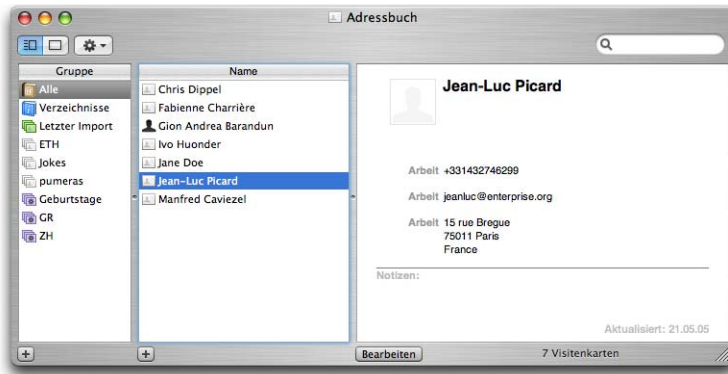 Adressbuch
Gruppe
Alle
Verzeichnisse
Letzter Import
ETH
Jokes
pumeras
Geburtstage
GR
ZH
Name
Chris Dippel
Fabienne Charrière
Gion Andrea Barandun
Ivo Huonder
Jane Doe
Jean-Luc Picard
Manfred Caviezel
Jean-Luc Picard
Arbeit +331432746299
Arbeit jeanluc@enterprise.org
Arbeit 15 rue Bregue
75011 Paris
France
Notizen:
Aktualisiert: 21.05.05
Bearbeiten
7 Visitenkarten